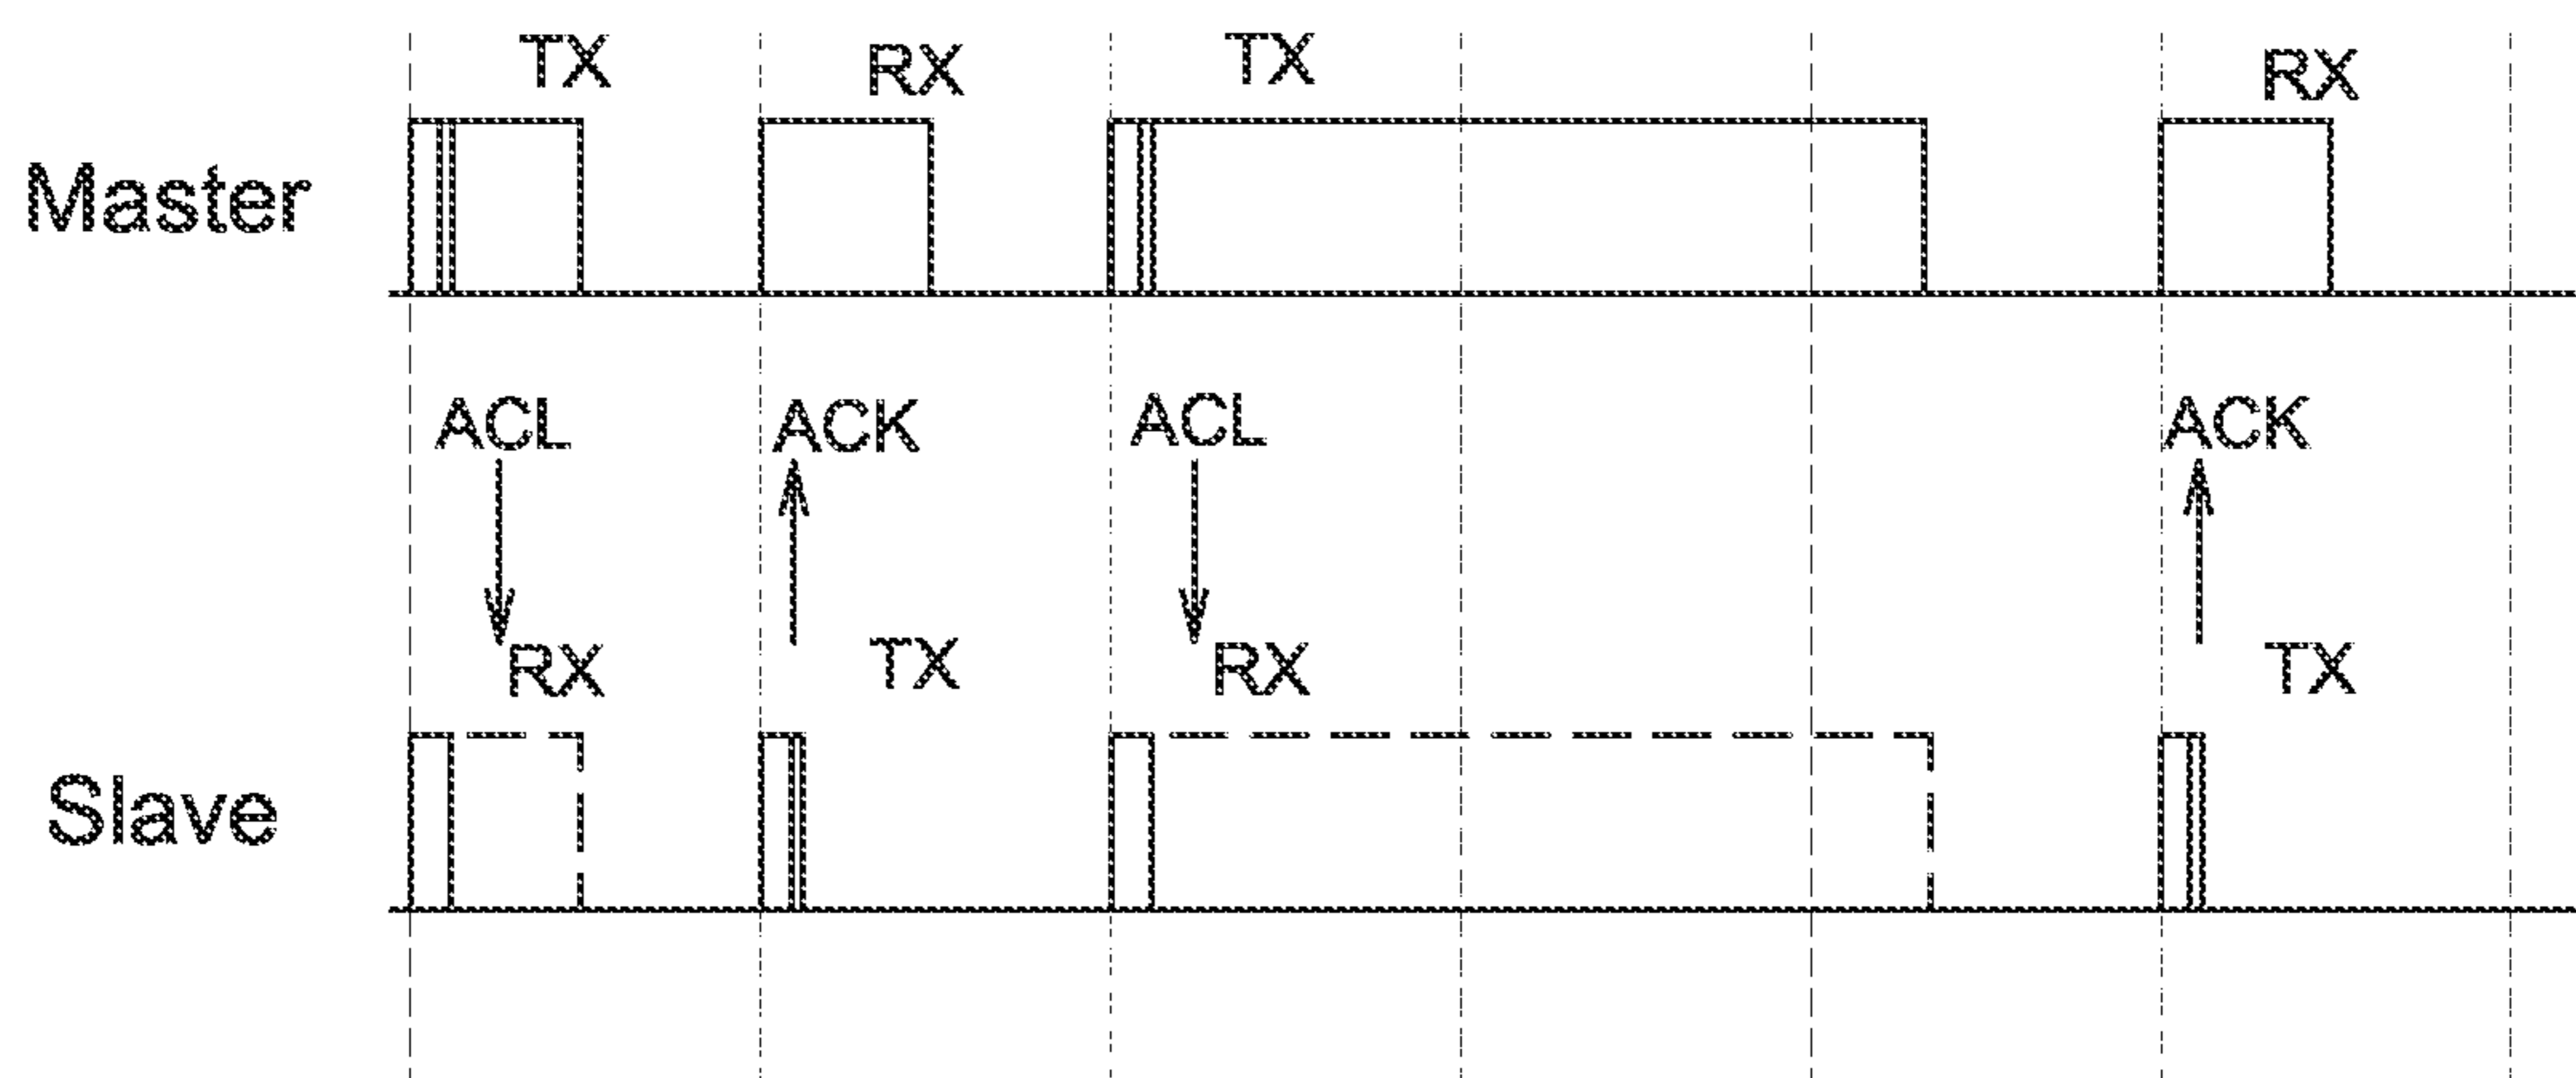 TX RX TX RX
Master
ACL ACK ACL ACK
RX TX RX TX
Slave